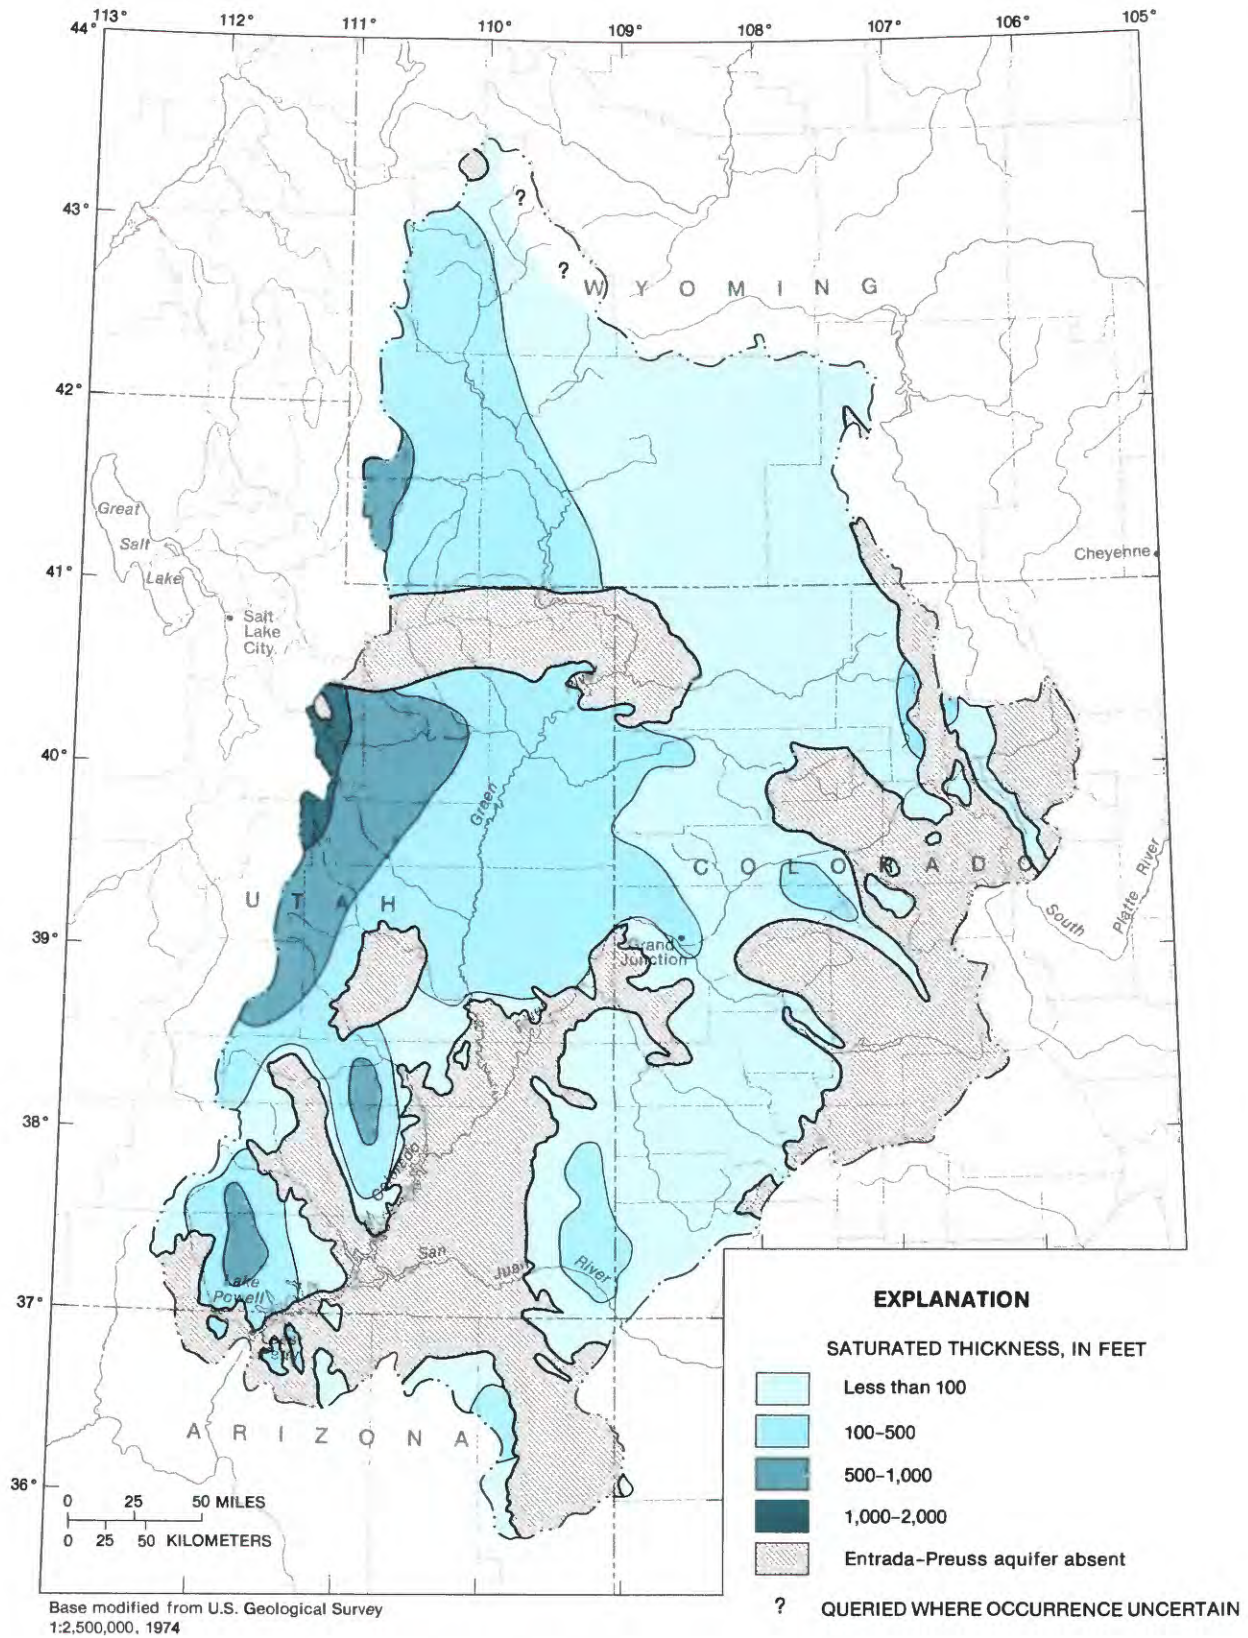 113° 112° 111° 110° 109° 108° 107° 106° 105°
44°
43°
?
?
W Y O M I N G
42°
Great
Salt
Lake
Cheyenne
41°
Salt
Lake
City
40°
Green
C O L O R A D O
Platte River
South
U T A H
39°
Grand
Junction
River
38°
Colorado
San
Juan
River
Lake
Powell
37°
A R I Z O N A
36°
0 25 50 MILES
0 25 50 KILOMETERS
EXPLANATION
SATURATED THICKNESS, IN FEET
Less than 100
100–500
500–1,000
1,000–2,000
Entrada–Preuss aquifer absent
? QUERIED WHERE OCCURRENCE UNCERTAIN
Base modified from U.S. Geological Survey
1:2,500,000, 1974